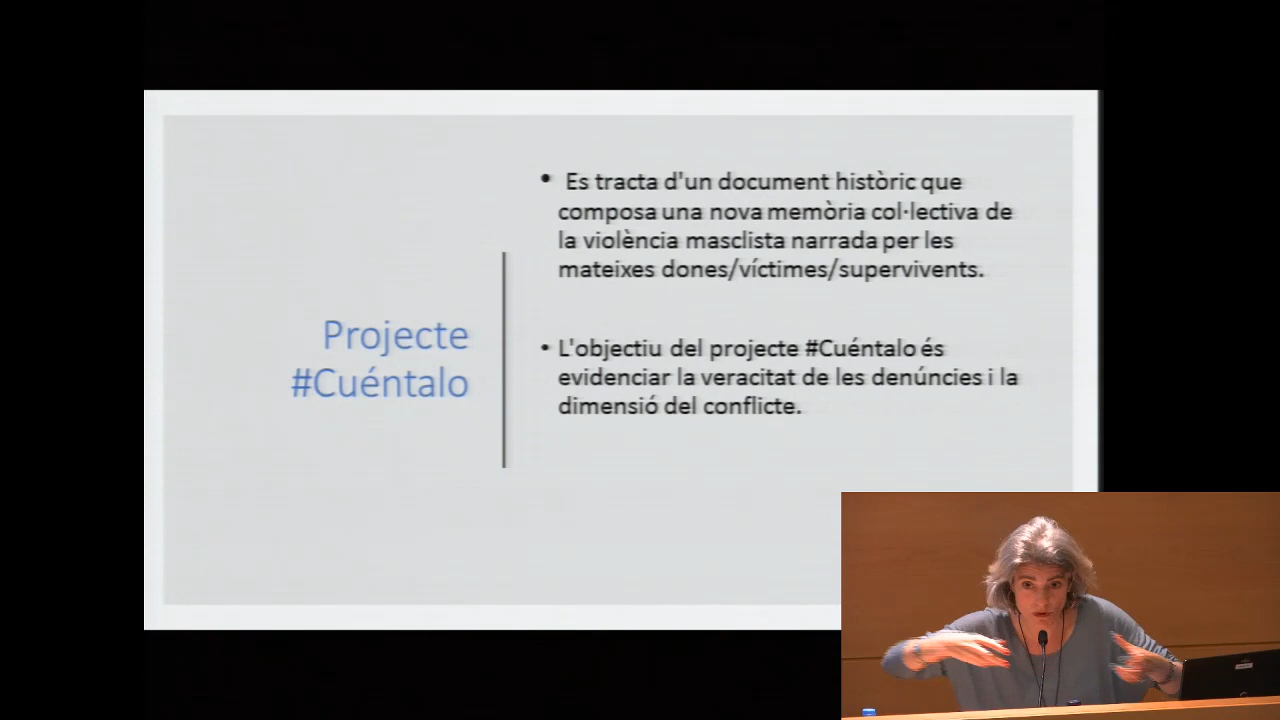 Projecte
#Cuéntalo
• Es tracta d'un document històric que
composa una nova memòria col·lectiva de
la violència masclista narrada per les
mateixes dones/víctimes/supervivents.
• L'objectiu del projecte #Cuéntalo és
evidenciar la veracitat de les denúncies i la
dimensió del conflicte.